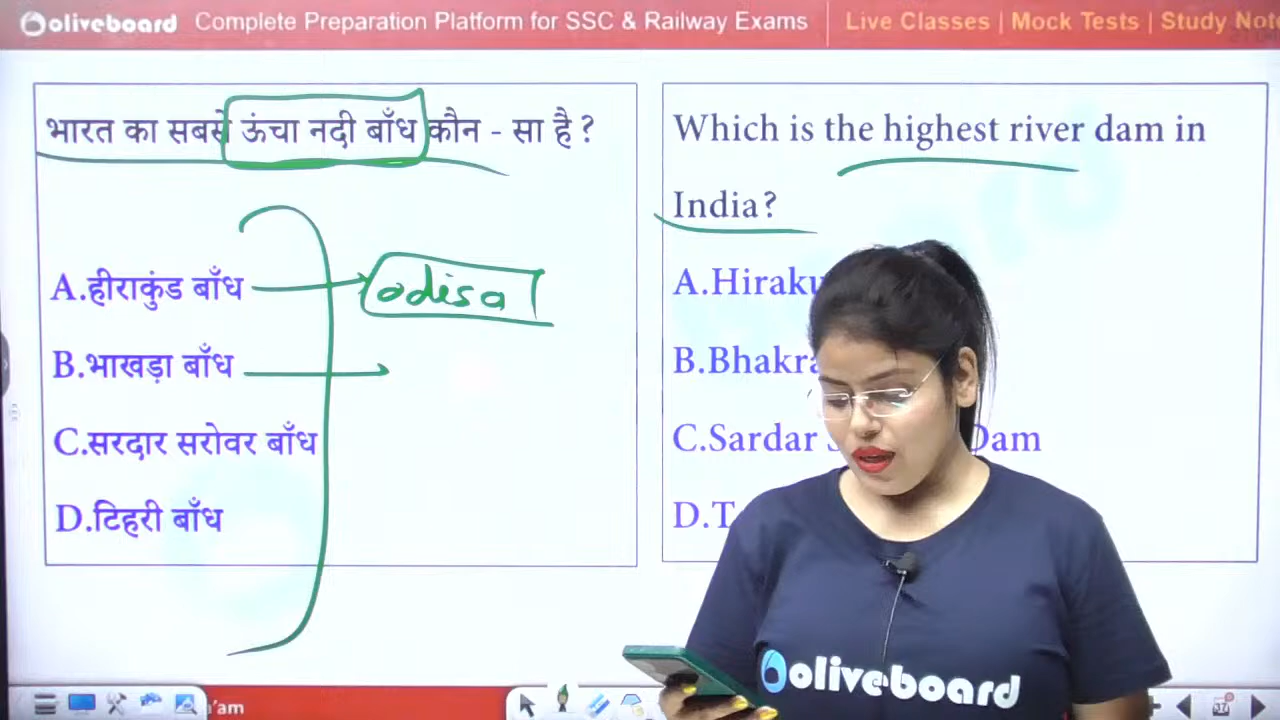 oliveboard Complete Preparation Platform for SSC & Railway Exams Live Classes | Mock Tests | Study
भारत का सबसे ऊंचा नदी बाँध कौन - सा है ?
A.हीराकुंड बाँध
odisa
B.भाखड़ा बाँध
C.सरदार सरोवर बाँध
D.टिहरी बाँध
Which is the highest river dam in
India?
A.Hiraku
B.Bhakra
C.Sardar Dam
D.T
oliveboard
'am